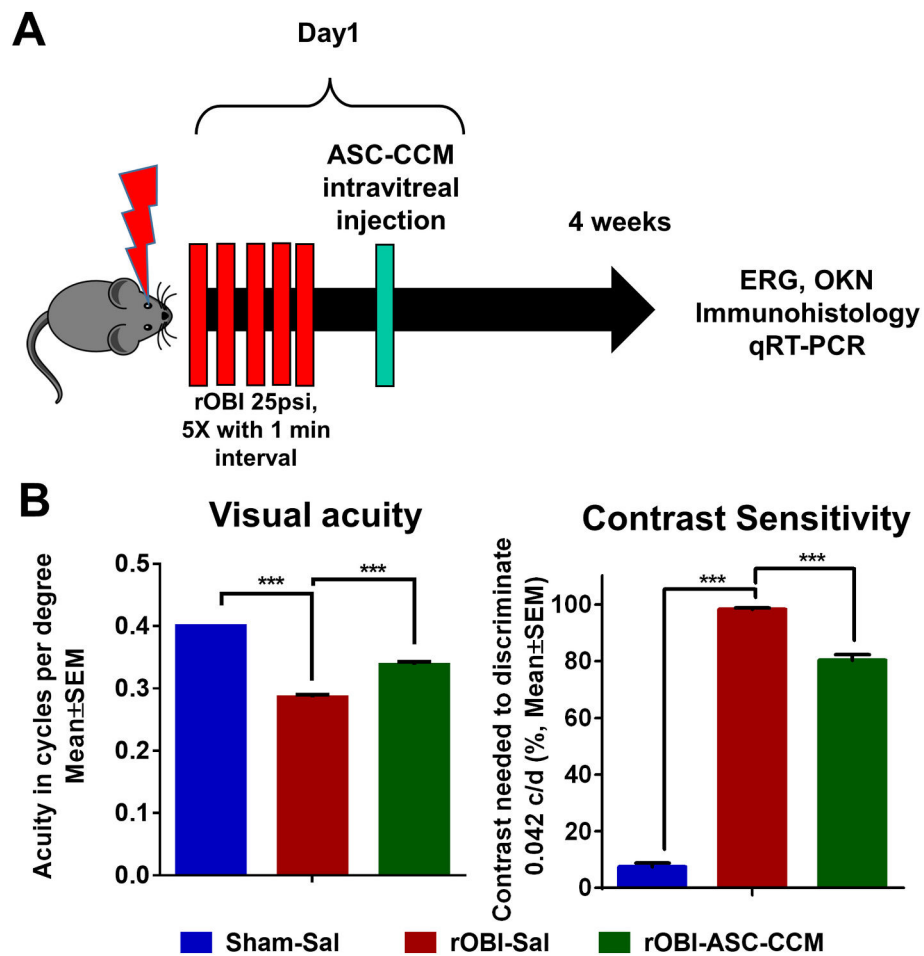 A
Day1
ASC-CCM
intravitreal
injection
4 weeks
ERG, OKN
Immunohistology
qRT-PCR
rOBI 25psi,
5X with 1 min
interval
B
Visual acuity
Acuity in cycles per degree
Mean±SEM
0.5
0.4
0.3
0.2
0.1
0.0
***
***
Contrast Sensitivity
Contrast needed to discriminate
0.042 c/d (%, Mean±SEM)
100
80
60
40
20
0
***
***
Sham-Sal
rOBI-Sal
rOBI-ASC-CCM